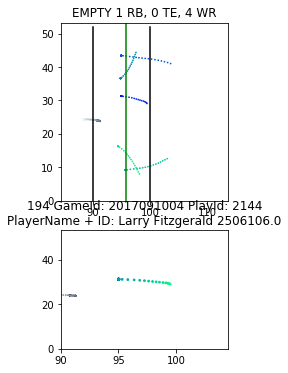 EMPTY 1 RB, 0 TE, 4 WR
50
40
30
20
10
0
90 100 110
194 GameId: 2017091004 PlayId: 2144
PlayerName + ID: Larry Fitzgerald 2506106.0
40
20
0
90 95 100